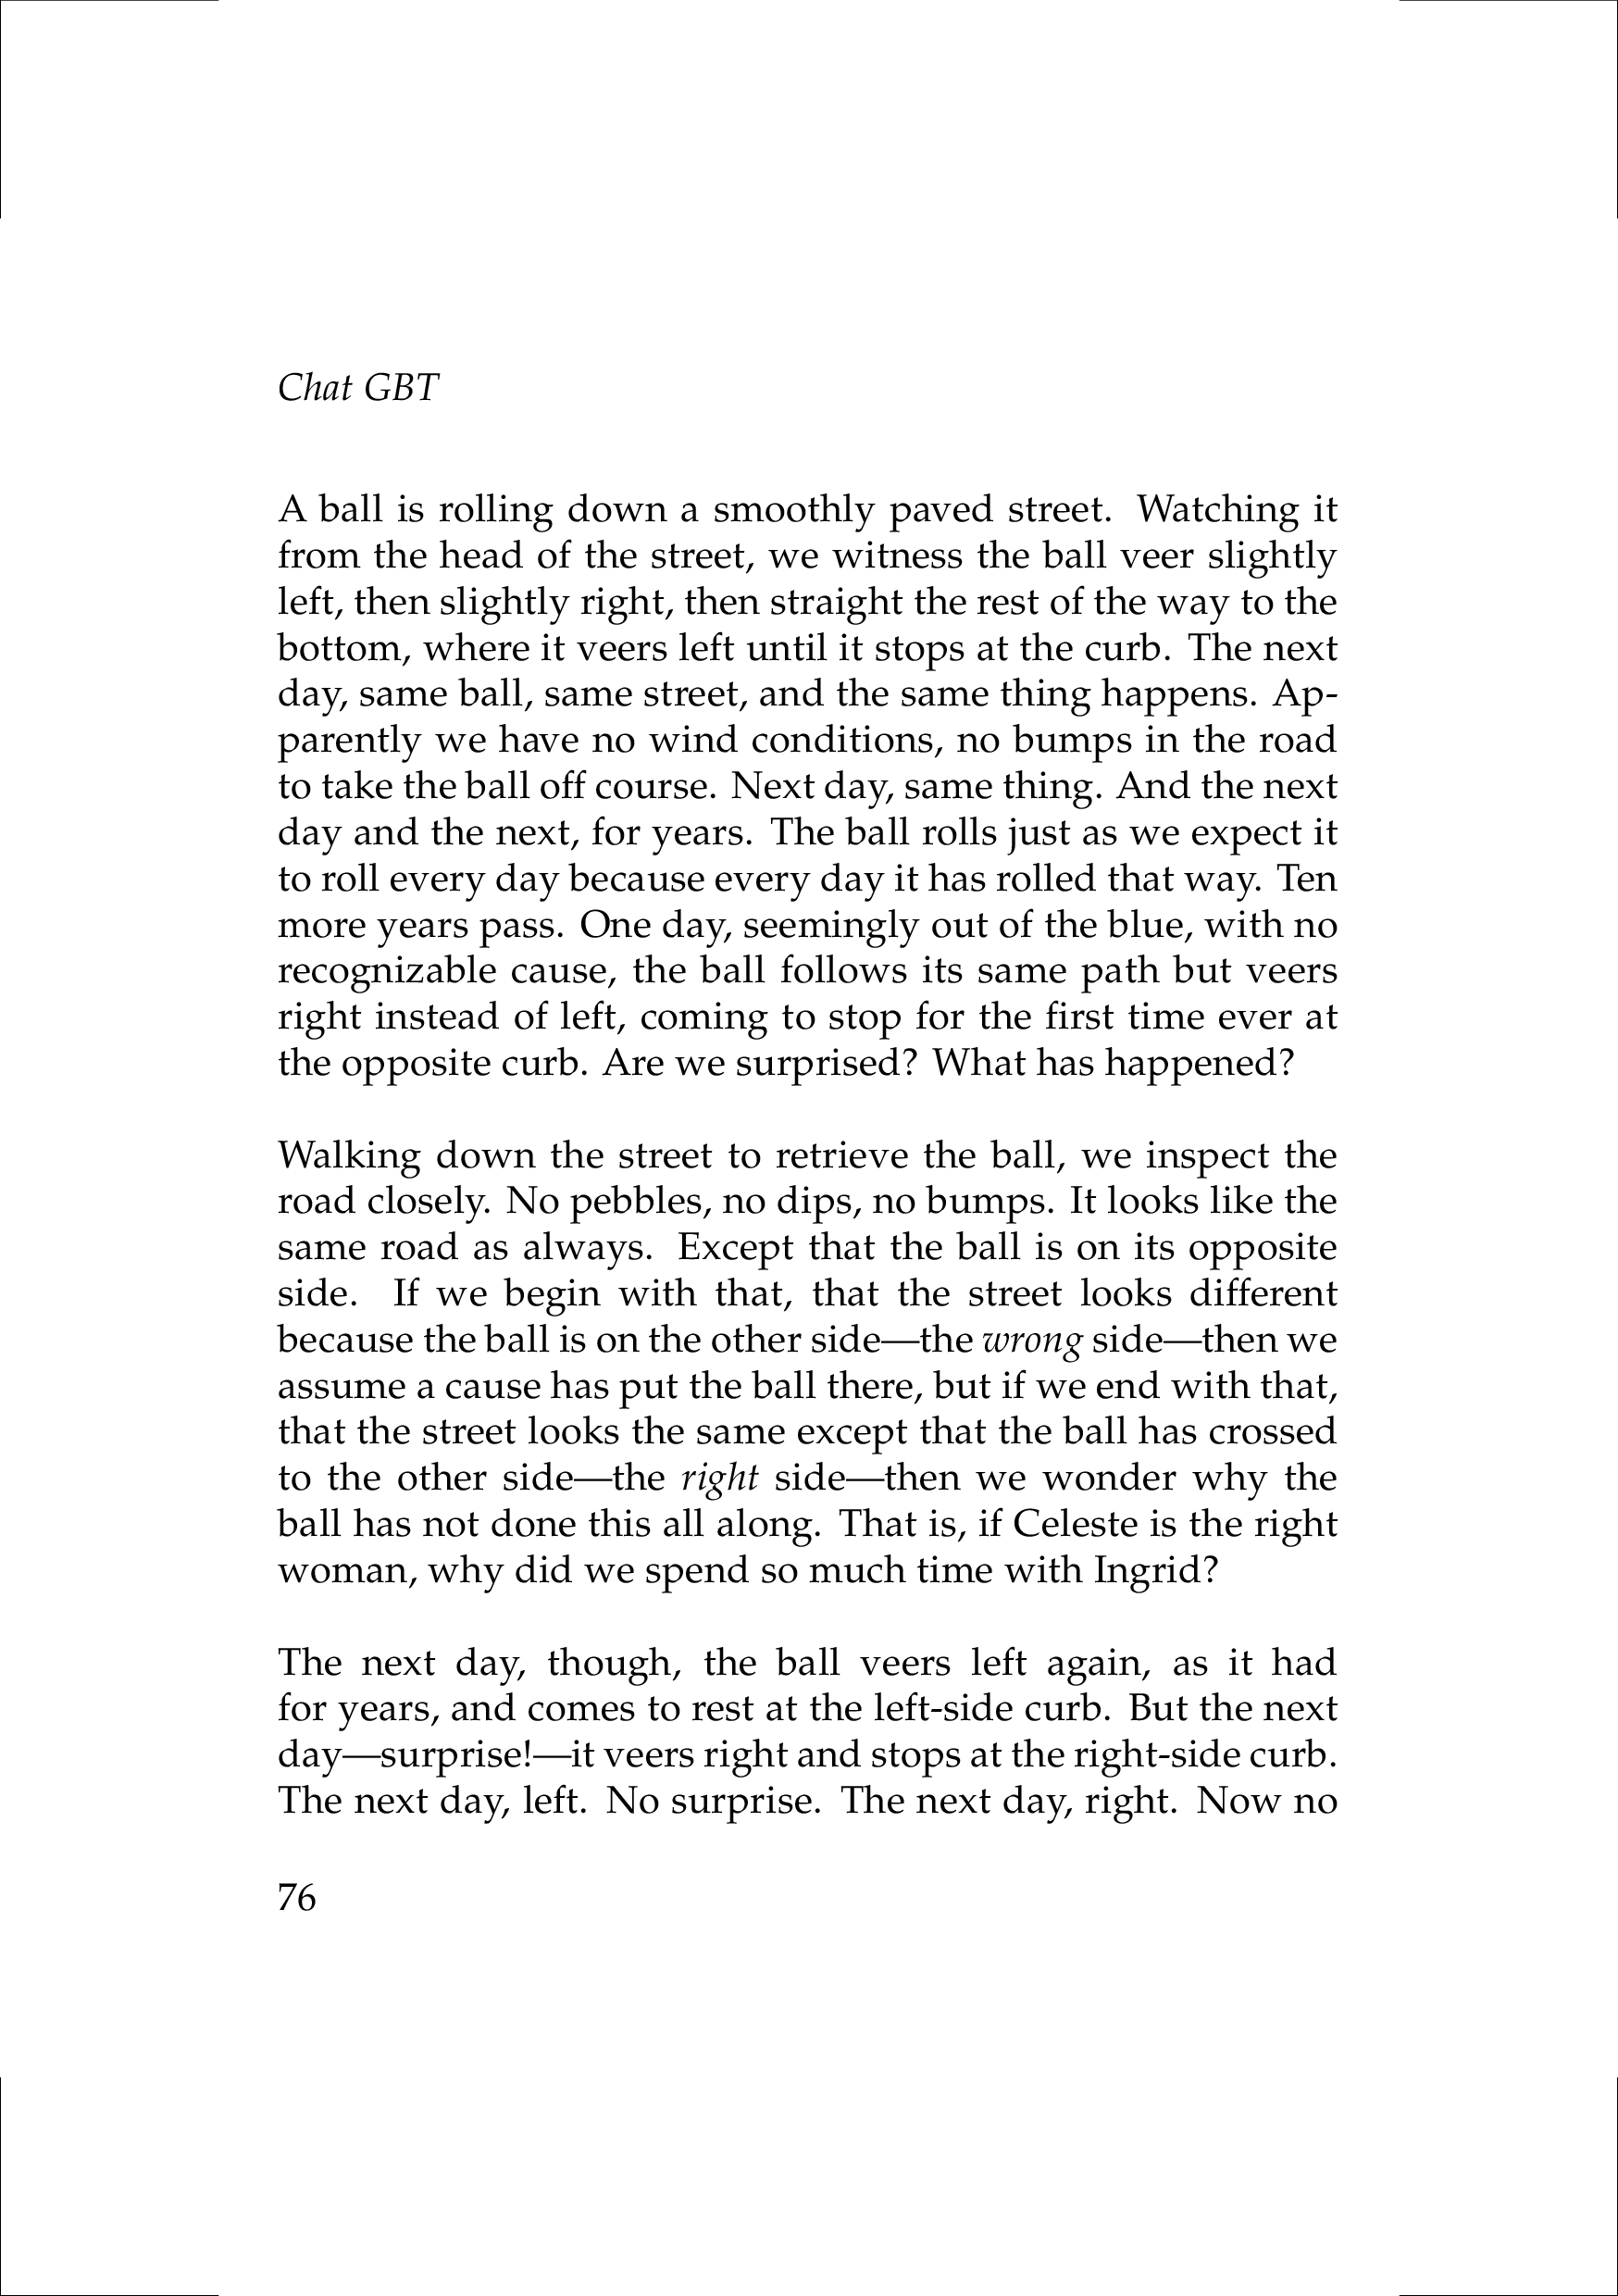 Chat GBT
A ball is rolling down a smoothly paved street. Watching it
from the head of the street, we witness the ball veer slightly
left, then slightly right, then straight the rest of the way to the
bottom, where it veers left until it stops at the curb. The next
day, same ball, same street, and the same thing happens. Ap-
parently we have no wind conditions, no bumps in the road
to take the ball off course. Next day, same thing. And the next
day and the next, for years. The ball rolls just as we expect it
to roll every day because every day it has rolled that way. Ten
more years pass. One day, seemingly out of the blue, with no
recognizable cause, the ball follows its same path but veers
right instead of left, coming to stop for the first time ever at
the opposite curb. Are we surprised? What has happened?
Walking down the street to retrieve the ball, we inspect the
road closely. No pebbles, no dips, no bumps. It looks like the
same road as always. Except that the ball is on its opposite
side. If we begin with that, that the street looks different
because the ball is on the other side—the wrong side—then we
assume a cause has put the ball there, but if we end with that,
that the street looks the same except that the ball has crossed
to the other side—the right side—then we wonder why the
ball has not done this all along. That is, if Celeste is the right
woman, why did we spend so much time with Ingrid?
The next day, though, the ball veers left again, as it had
for years, and comes to rest at the left-side curb. But the next
day—surprise!—it veers right and stops at the right-side curb.
The next day, left. No surprise. The next day, right. Now no
76